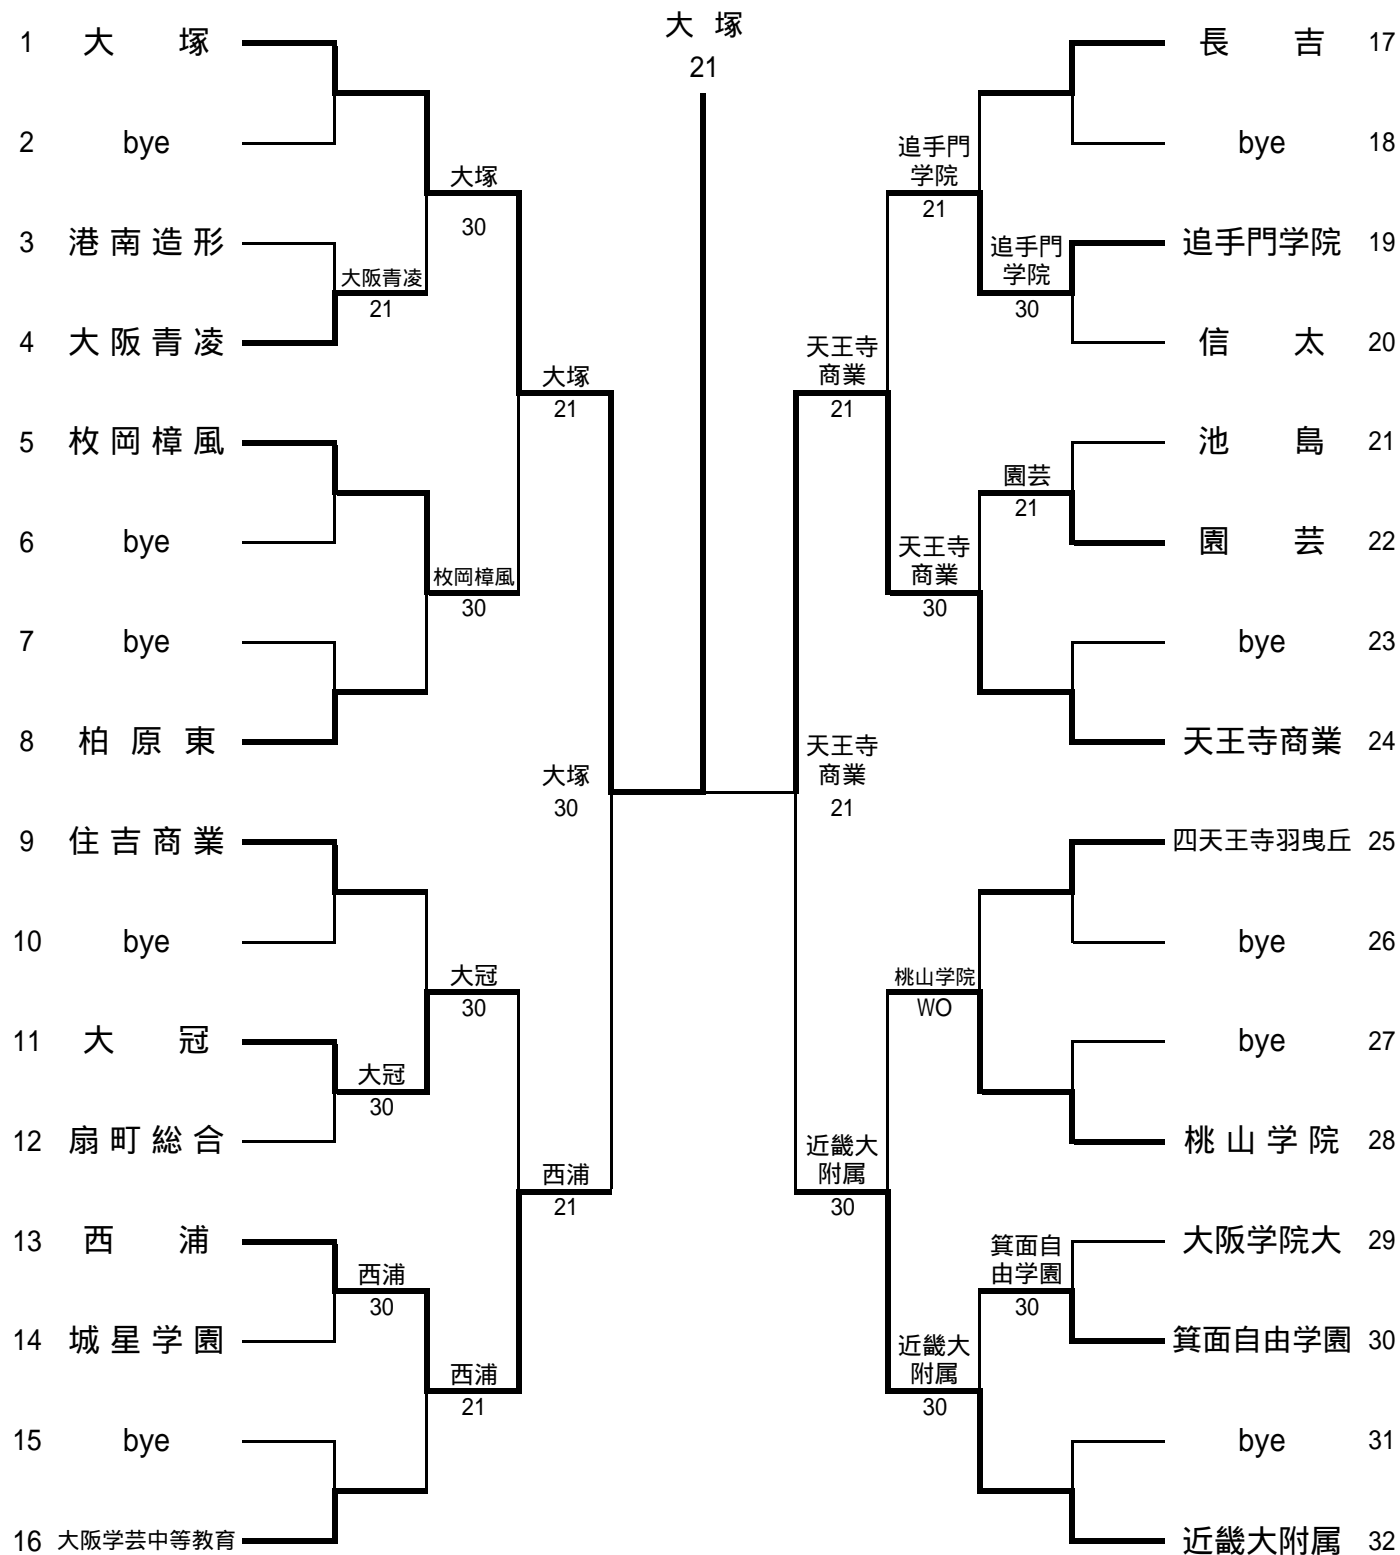 大塚
21
1 大塚
2 bye
3 港南造形
4 大阪青凌
5 枚岡樟風
6 bye
7 bye
8 柏原東
9 住吉商業
10 bye
11 大冠
12 扇町総合
13 西浦
14 城星学園
15 bye
16 大阪学芸中等教育
大阪青凌
21
大冠
30
西浦
30
大塚
30
枚岡樟風
30
大冠
30
西浦
21
大塚
21
西浦
21
大塚
30
天王寺
商業
21
天王寺
商業
21
近畿大
附属
30
追手門
学院
21
天王寺
商業
30
桃山学院
WO
近畿大
附属
30
追手門
学院
30
園芸
21
箕面自
由学園
30
長吉 17
bye 18
追手門学院 19
信太 20
池島 21
園芸 22
bye 23
天王寺商業 24
四天王寺羽曳丘 25
bye 26
bye 27
桃山学院 28
大阪学院大 29
箕面自由学園 30
bye 31
近畿大附属 32